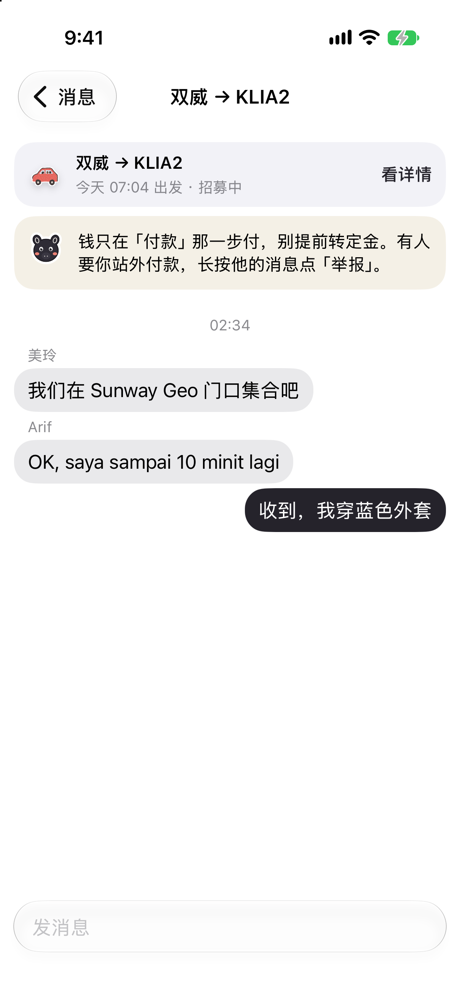 9:41
消息
双威 → KLIA2
双威 → KLIA2
今天 07:04 出发 · 招募中
看详情
钱只在「付款」那一步付，别提前转定金。有人
要你站外付款，长按他的消息点「举报」。
02:34
美玲
我们在 Sunway Geo 门口集合吧
Arif
OK, saya sampai 10 minit lagi
收到，我穿蓝色外套
发消息